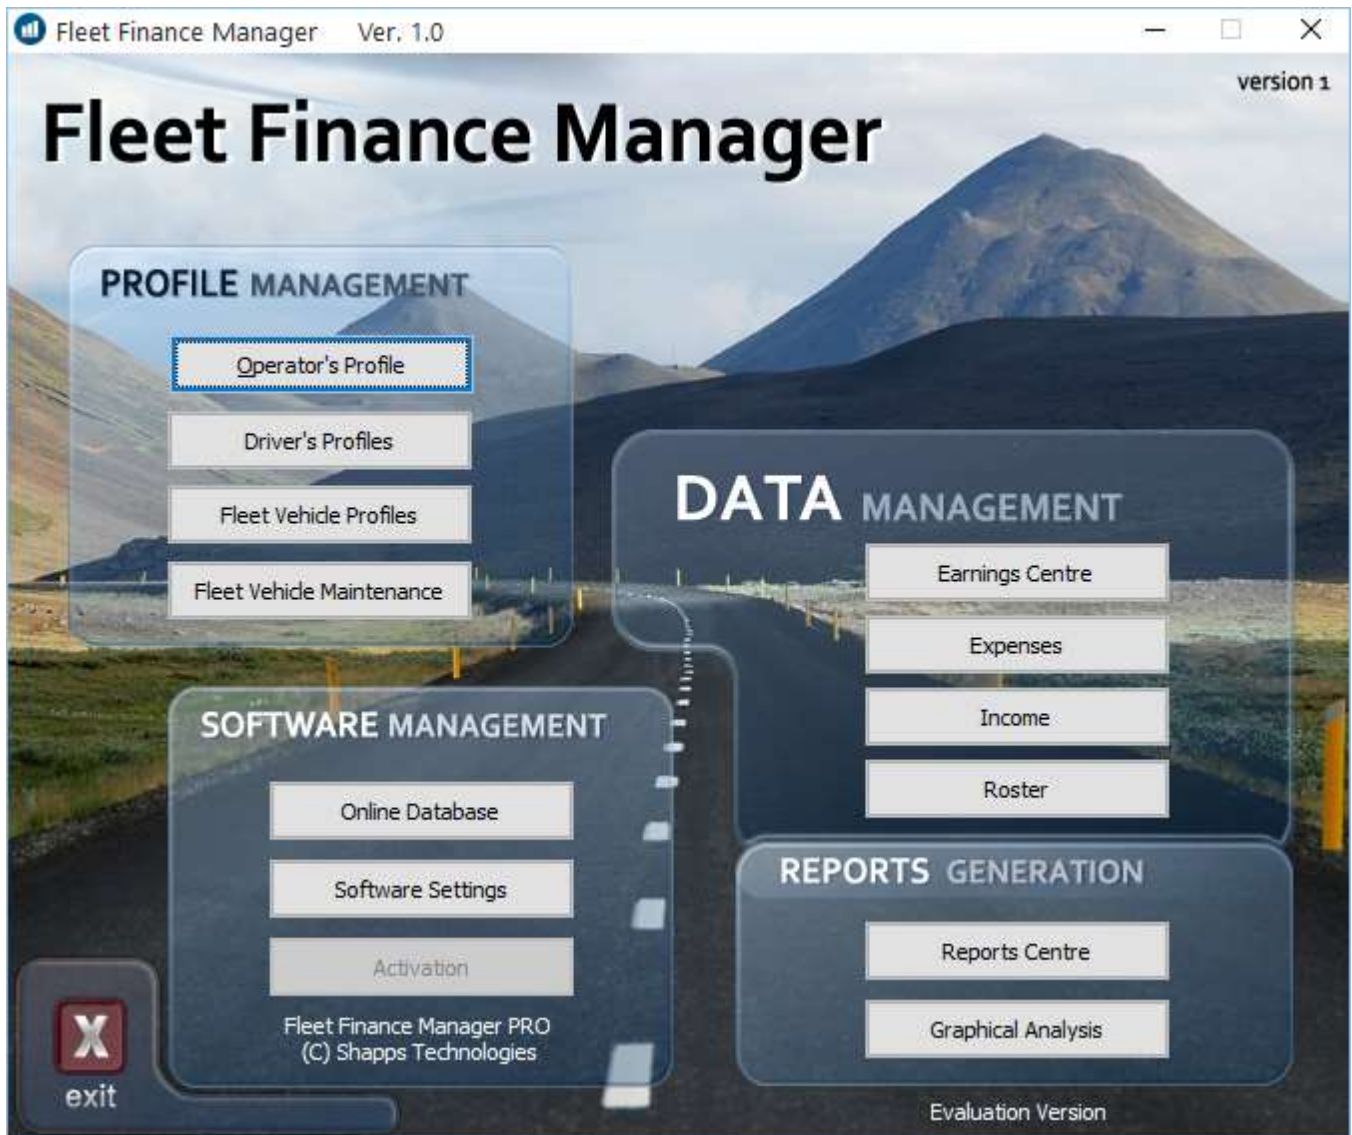 Fleet Finance Manager Ver. 1.0
version 1
Fleet Finance Manager
PROFILE MANAGEMENT
Operator's Profile
Driver's Profiles
Fleet Vehicle Profiles
Fleet Vehicle Maintenance
DATA MANAGEMENT
Earnings Centre
Expenses
Income
Roster
SOFTWARE MANAGEMENT
Online Database
Software Settings
Activation
Fleet Finance Manager PRO
(C) Shapps Technologies
REPORTS GENERATION
Reports Centre
Graphical Analysis
X
exit
Evaluation Version